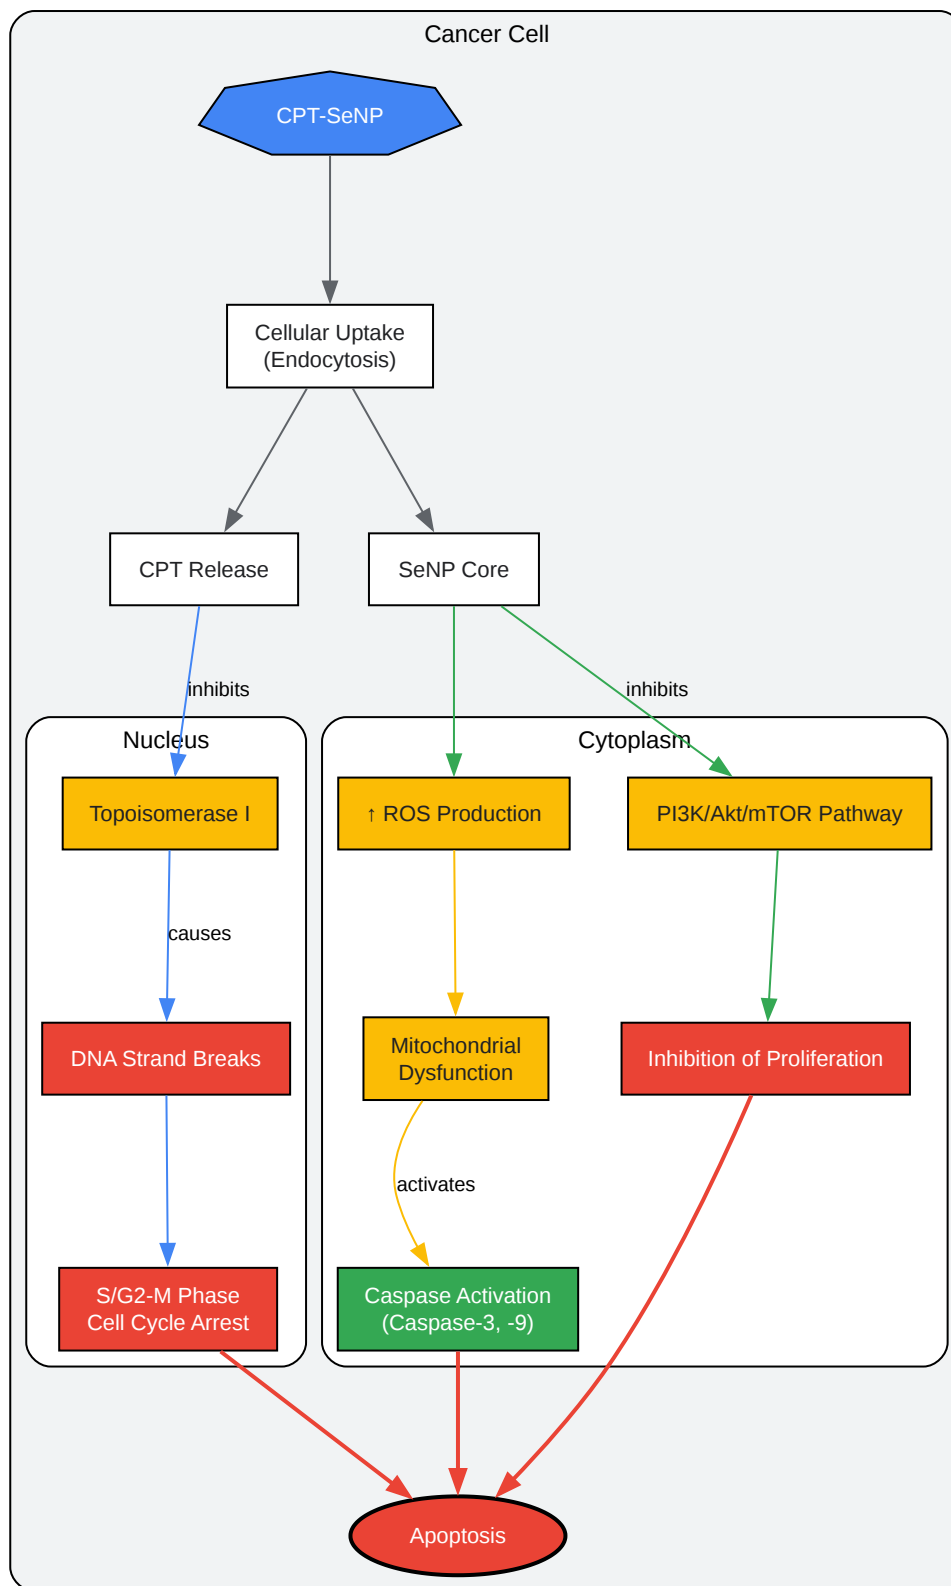 Cancer Cell
CPT-SeNP
Cellular Uptake
(Endocytosis)
CPT Release
SeNP Core
inhibits
inhibits
Nucleus
Cytoplasm
Topoisomerase I
↑ ROS Production
PI3K/Akt/mTOR Pathway
causes
DNA Strand Breaks
Mitochondrial
Dysfunction
Inhibition of Proliferation
activates
S/G2-M Phase
Cell Cycle Arrest
Caspase Activation
(Caspase-3, -9)
Apoptosis